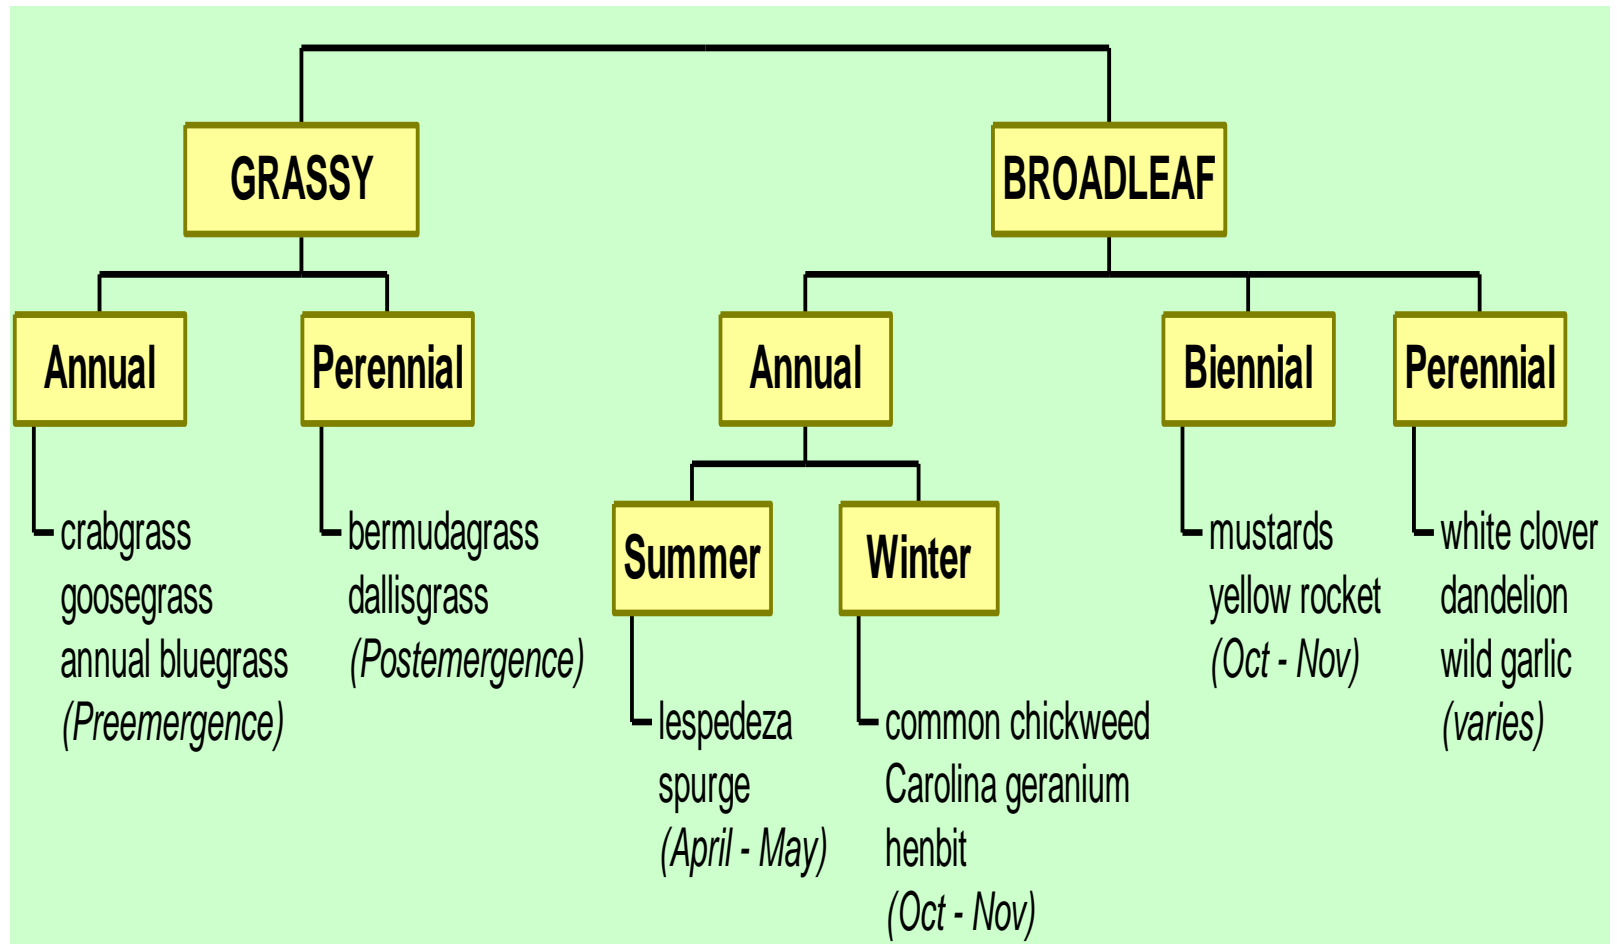 GRASSY
BROADLEAF
Annual
Perennial
Annual
Biennial
Perennial
crabgrass
goosegrass
annual bluegrass
(Preemergence)
bermudagrass
dallisgrass
(Postemergence)
Summer
Winter
lespedeza
spurge
(April - May)
common chickweed
Carolina geranium
henbit
(Oct - Nov)
mustards
yellow rocket
(Oct - Nov)
white clover
dandelion
wild garlic
(varies)